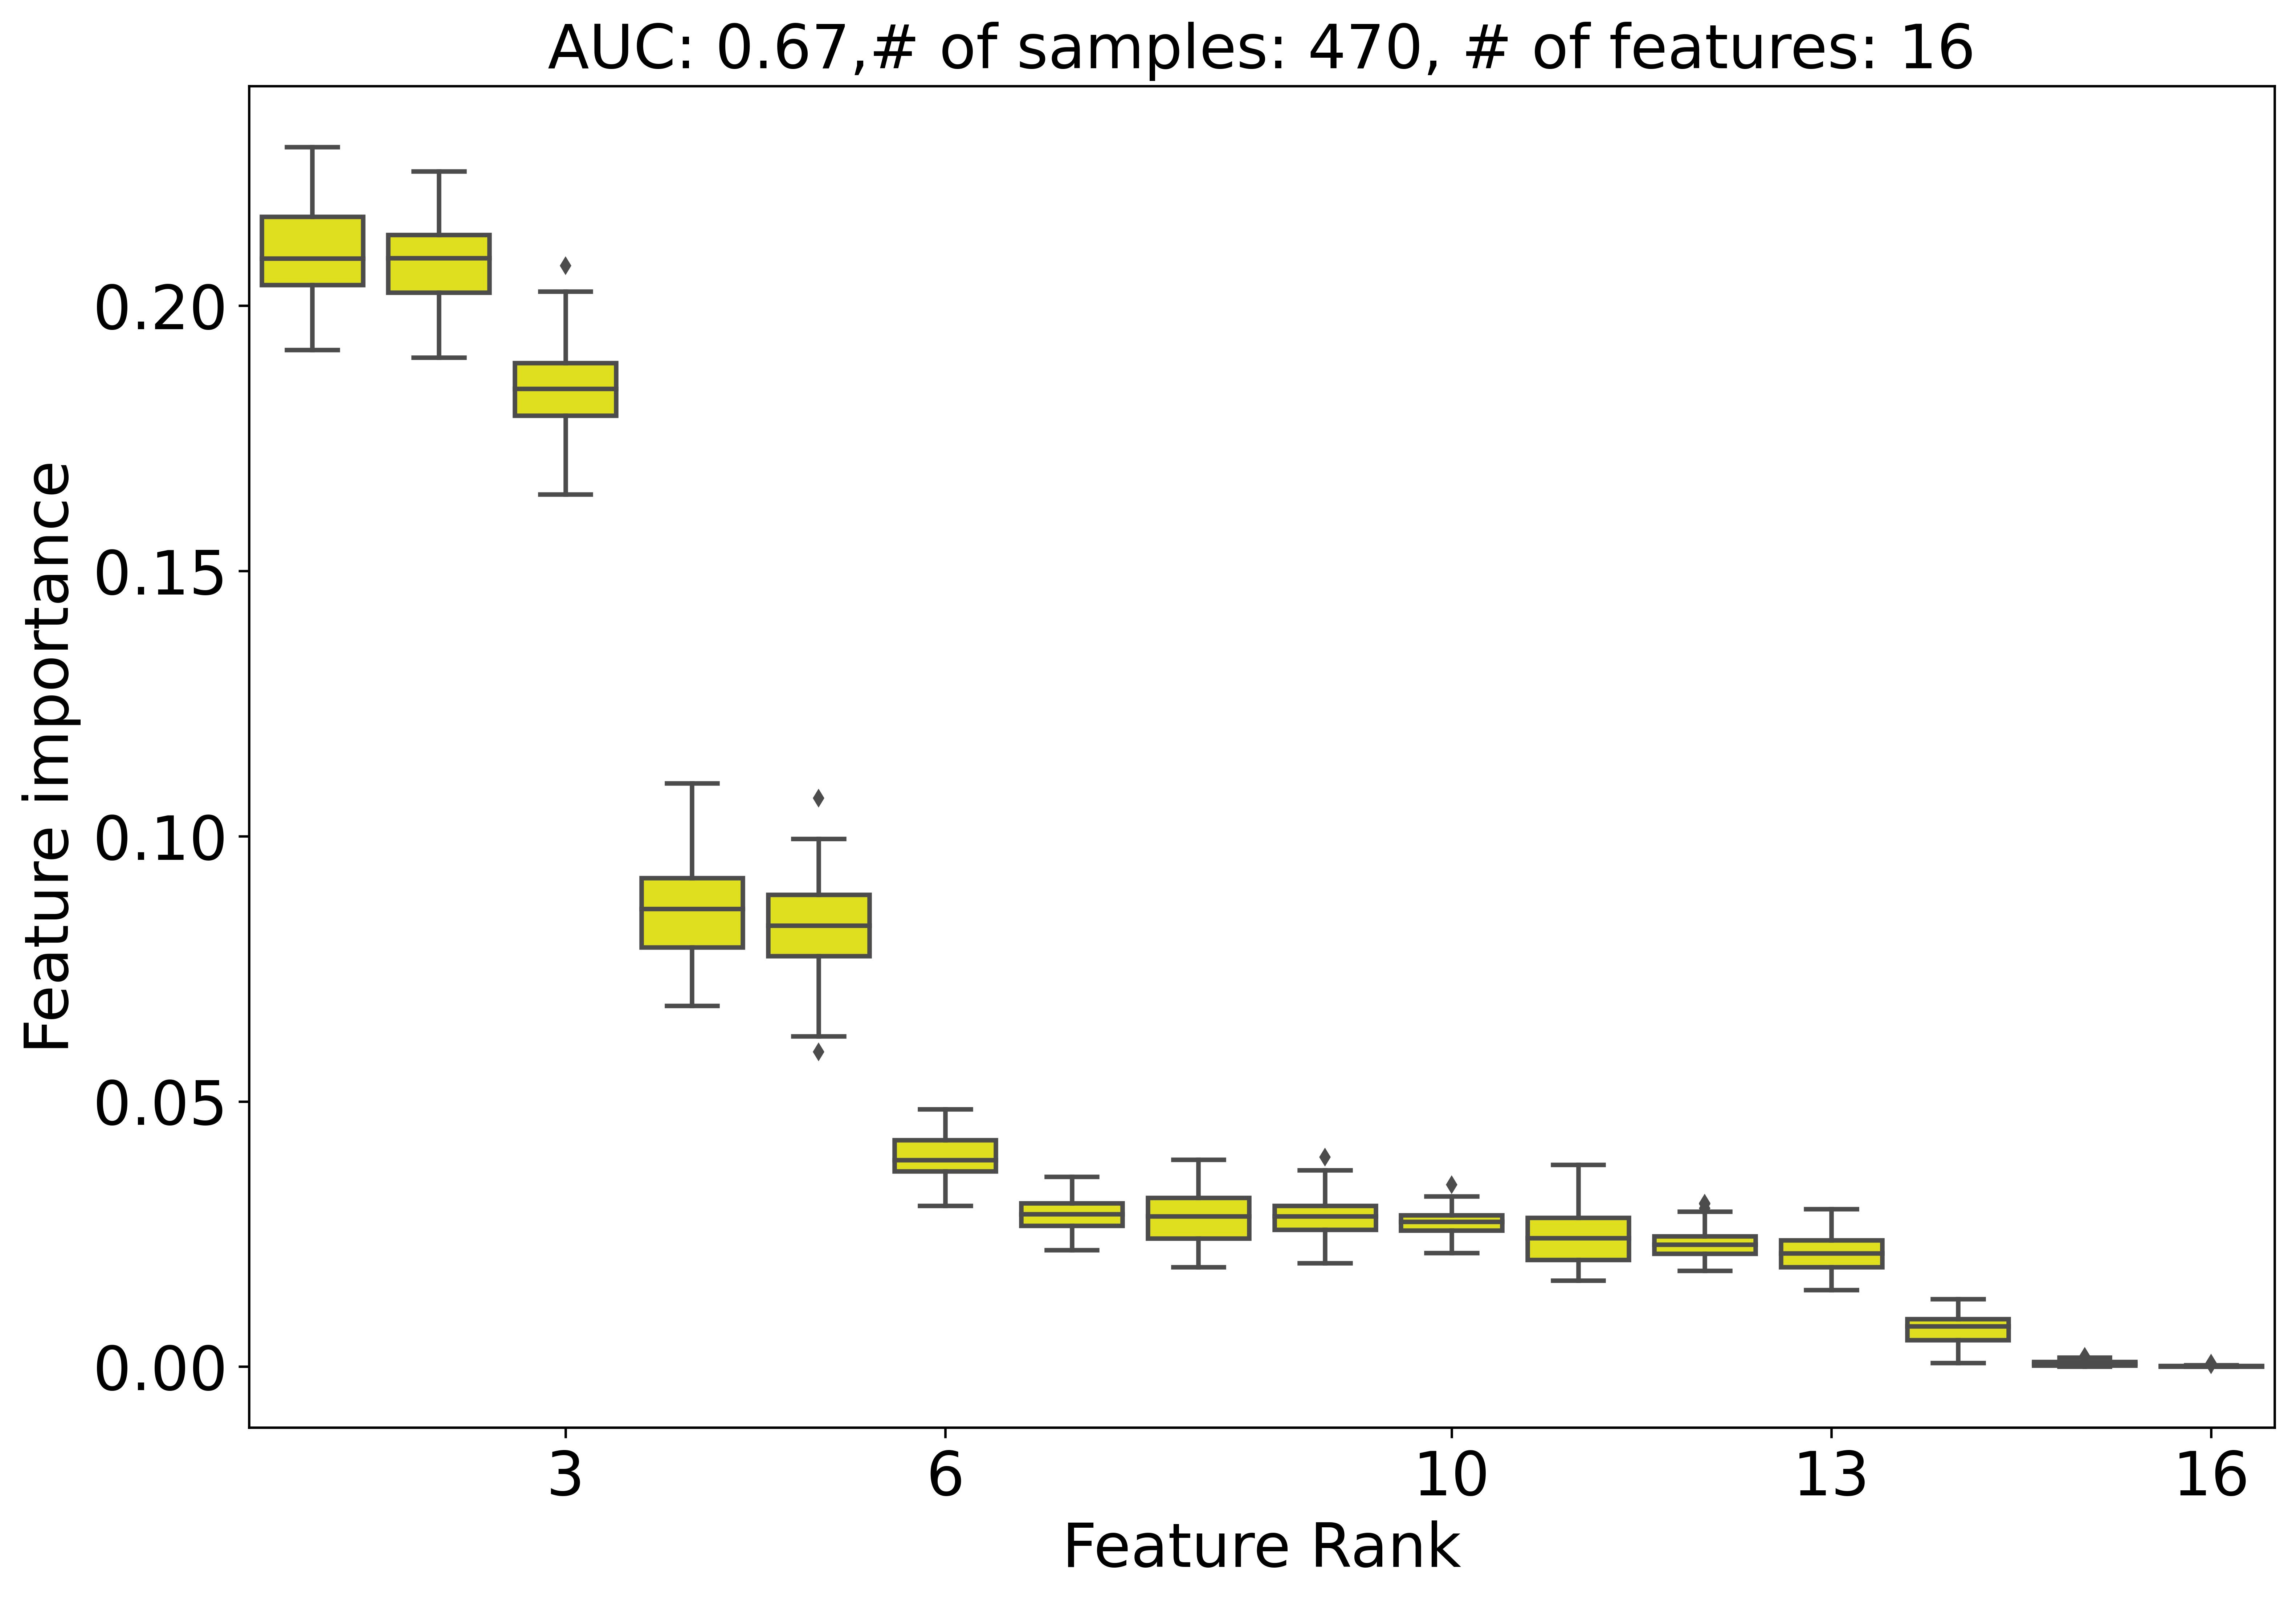 AUC: 0.67,# of samples: 470, # of features: 16
Feature importance
0.20
0.15
0.10
0.05
0.00
3 6 10 13 16
Feature Rank